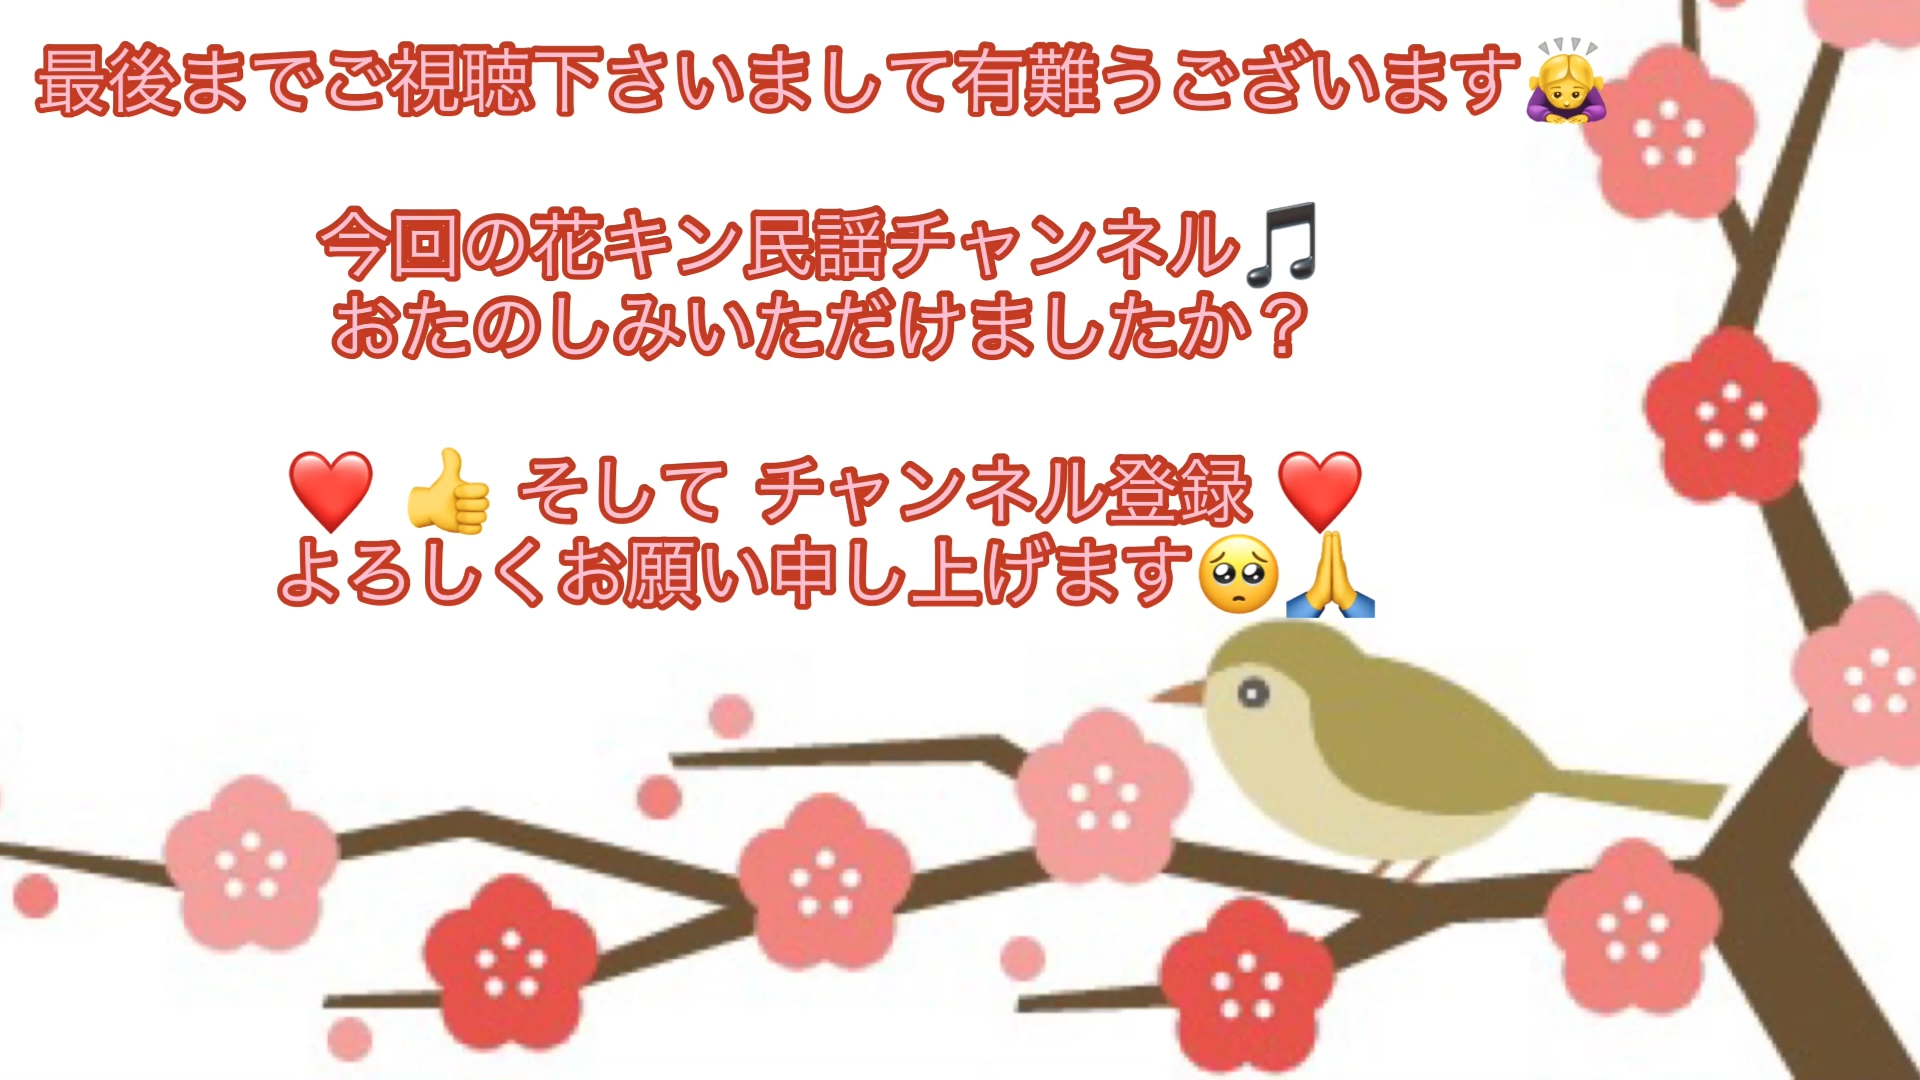 最後までご視聴下さいまして有難うございます🙇‍♀️
今回の花キン民謡チャンネル🎵
おたのしみいただけましたか？
❤️ 👍 そして チャンネル登録 ❤️
よろしくお願い申し上げます🥺🙏